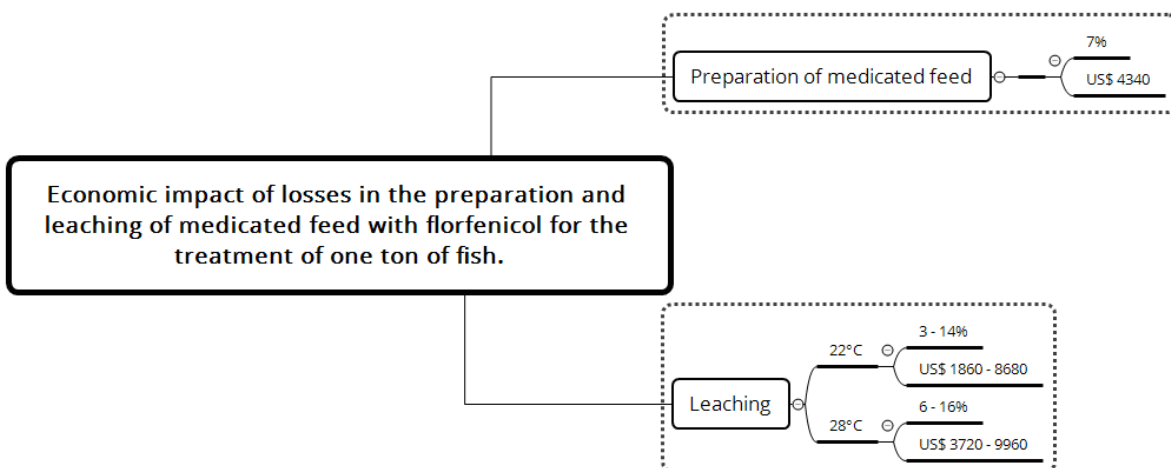 Economic impact of losses in the preparation and
leaching of medicated feed with florfenicol for the
treatment of one ton of fish.
Preparation of medicated feed
7%
US$ 4340
Leaching
22°C
3 - 14%
US$ 1860 - 8680
28°C
6 - 16%
US$ 3720 - 9960